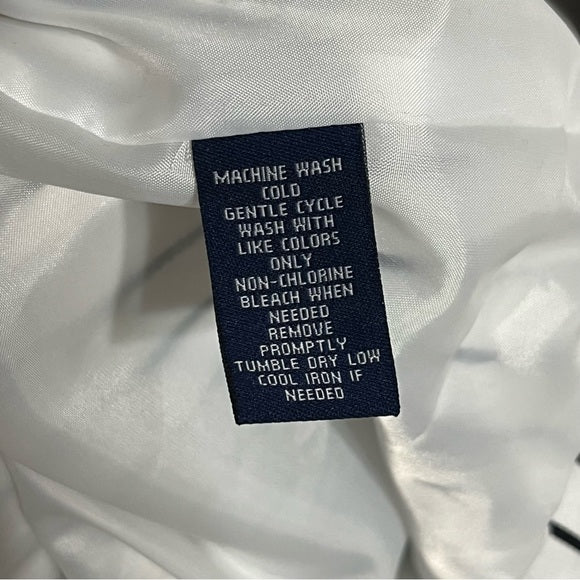 MACHINE WASH
COLD
GENTLE CYCLE
WASH WITH
LIKE COLORS
ONLY
NON-CHLORINE
BLEACH WHEN
NEEDED
REMOVE
PROMPTLY
TUMBLE DRY LOW
COOL IRON IF
NEEDED